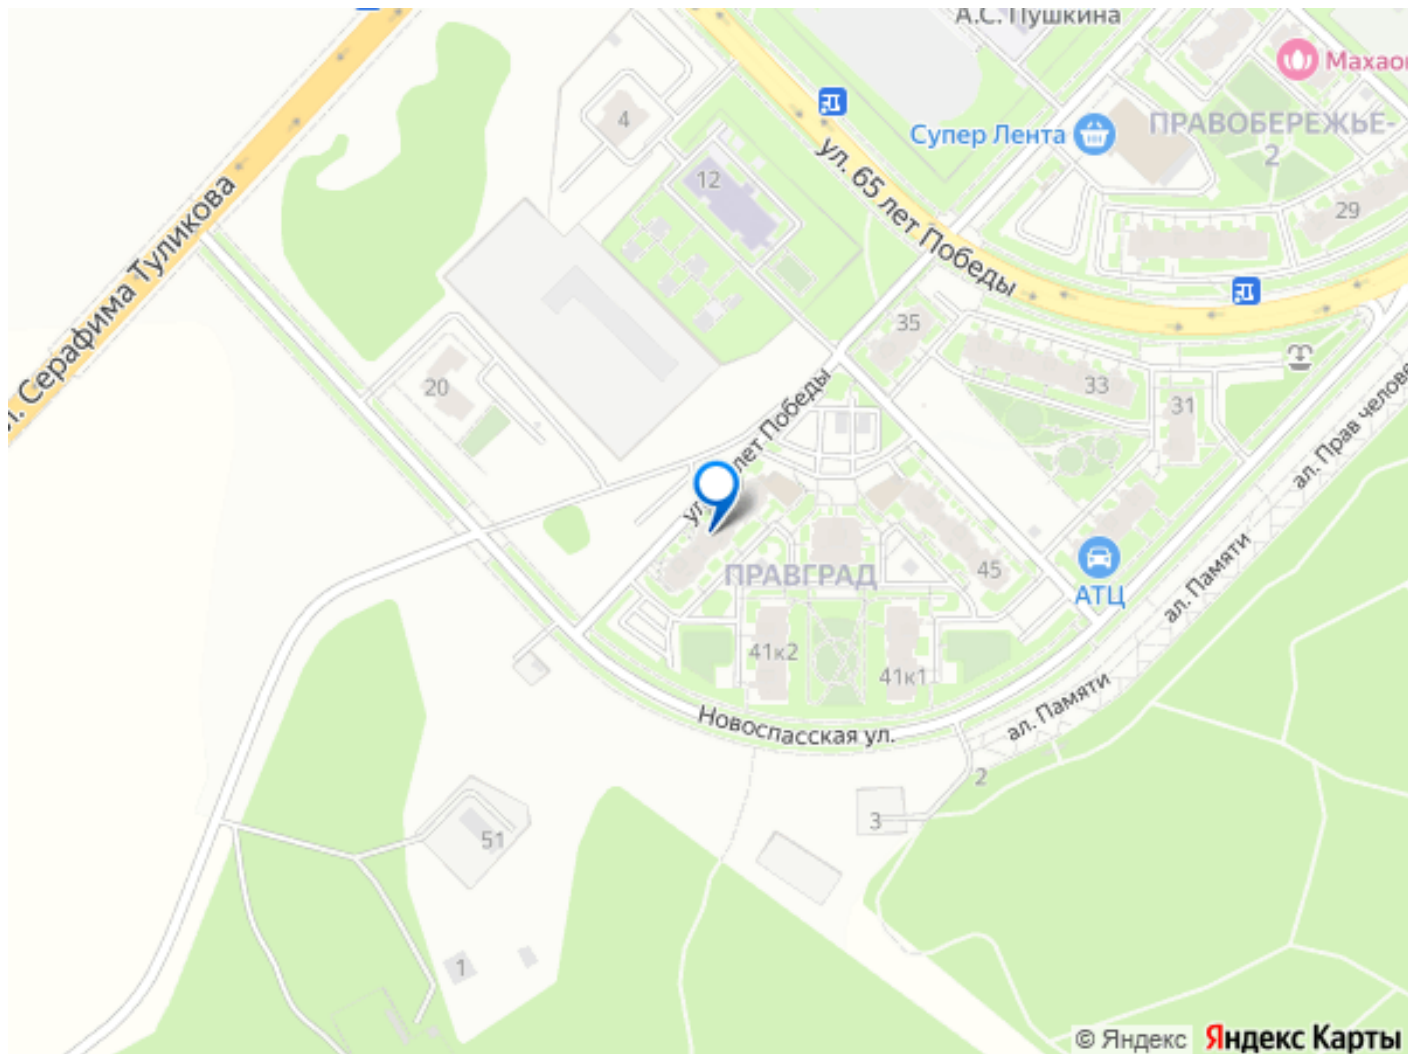 А.С. Пушкина
Махаон
4
Супер Лента
ПРАВОБЕРЕЖЬЕ-
2
12
ул. 65 лет Победы
29
Серафима Туликова
35
20
33
31
лет Победы
ал. Прав
45
ПРАВГРАД
АТЦ
ал. Памяти
41к2
41к1
ал. Памяти
Новоспасская ул.
2
3
51
1
© Яндекс Яндекс Карты